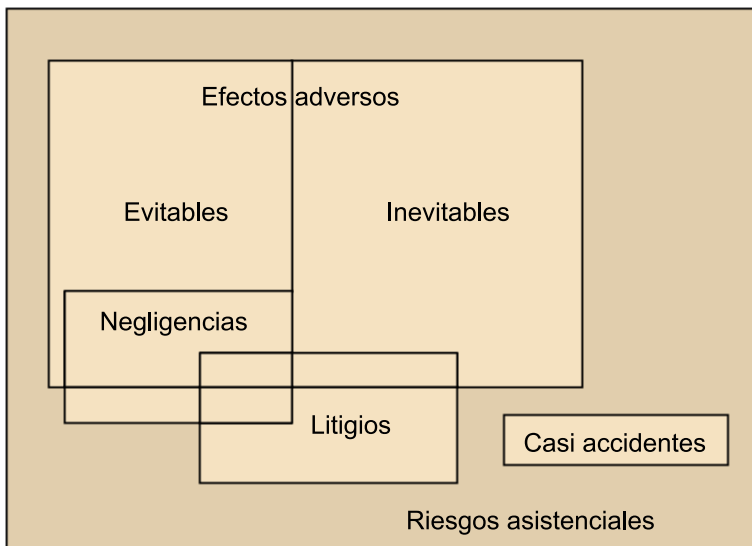 Efectos adversos
Evitables
Inevitables
Negligencias
Litigios
Casi accidentes
Riesgos asistenciales